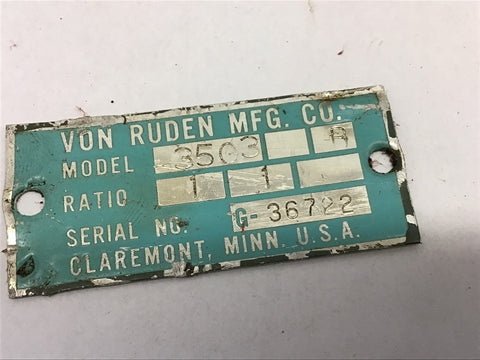 VON RUDEN MFG. CO.
MODEL 3503 R
RATIO 1 1
SERIAL NO. G-36722
CLAREMONT, MINN. U.S.A.